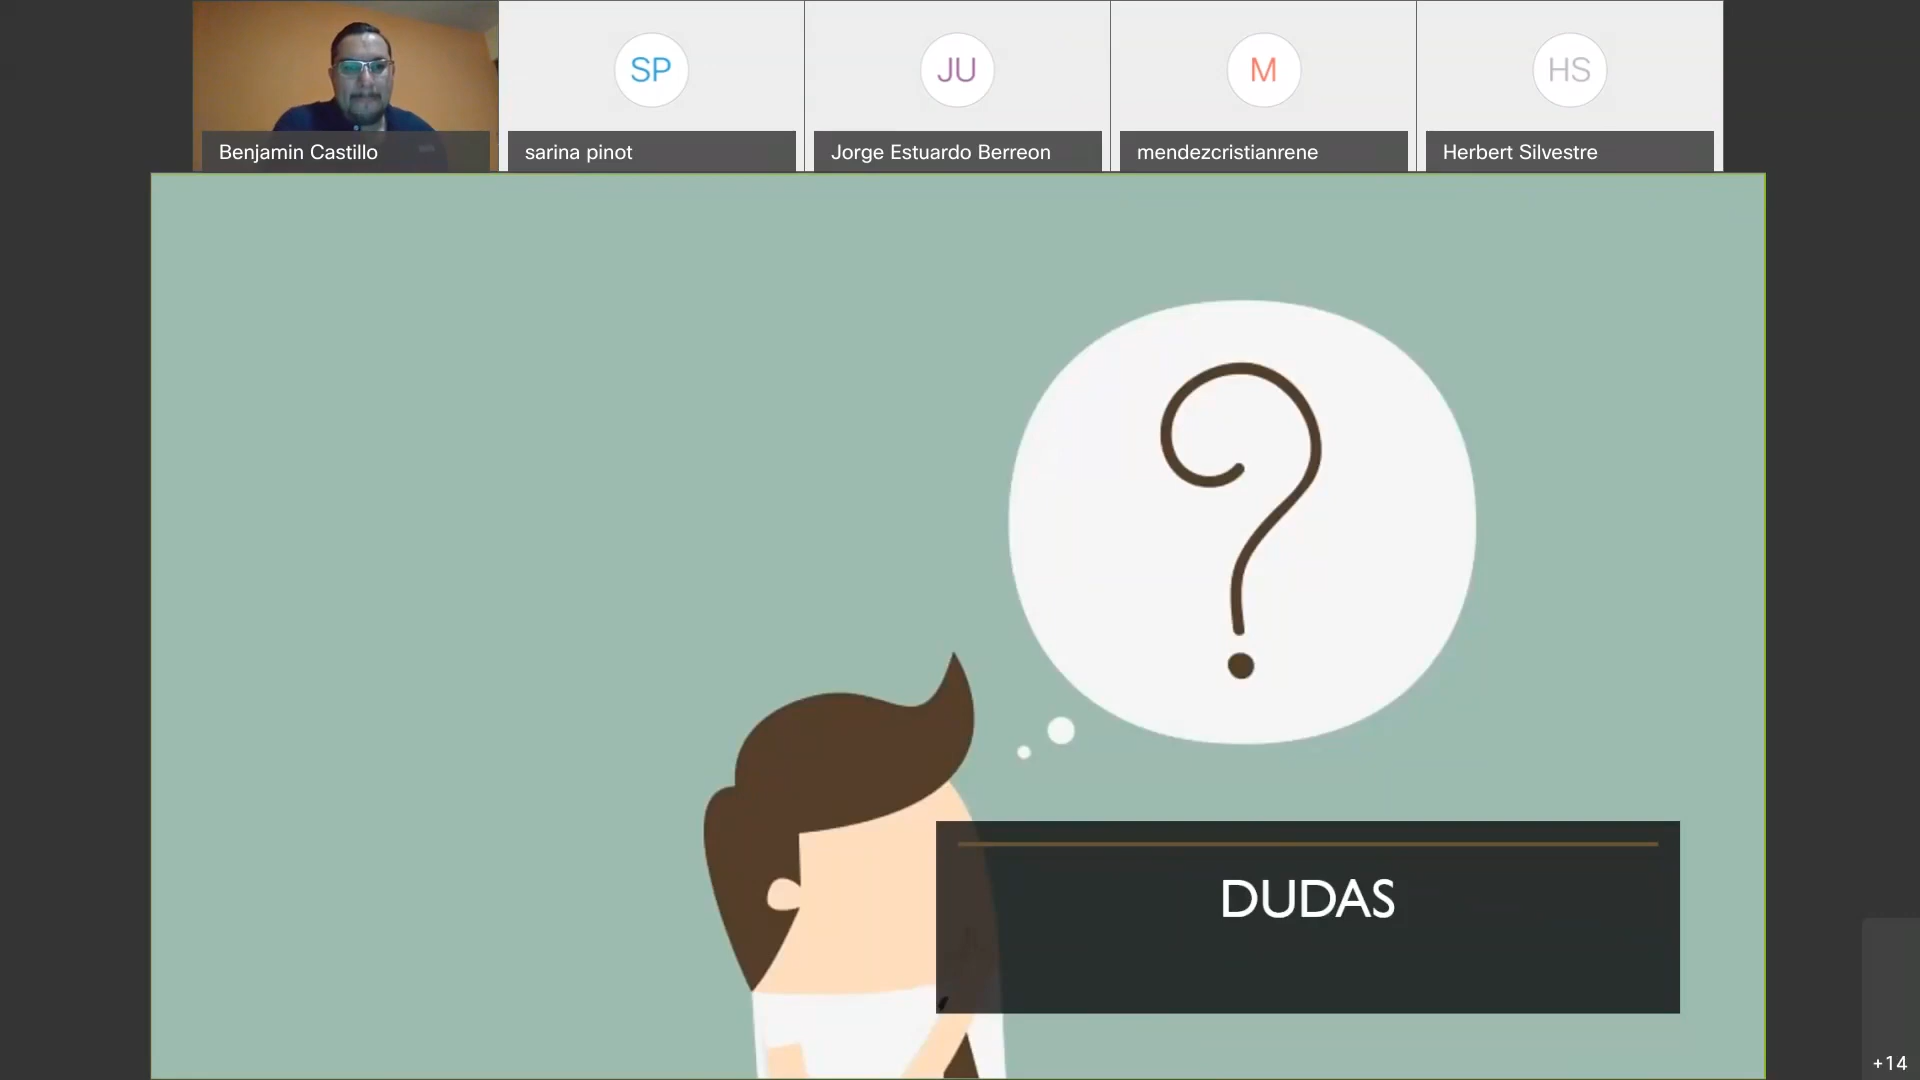 SP
JU
M
HS
Benjamin Castillo
sarina pinot
Jorge Estuardo Berreon
mendezcristianrene
Herbert Silvestre
?
DUDAS
+14